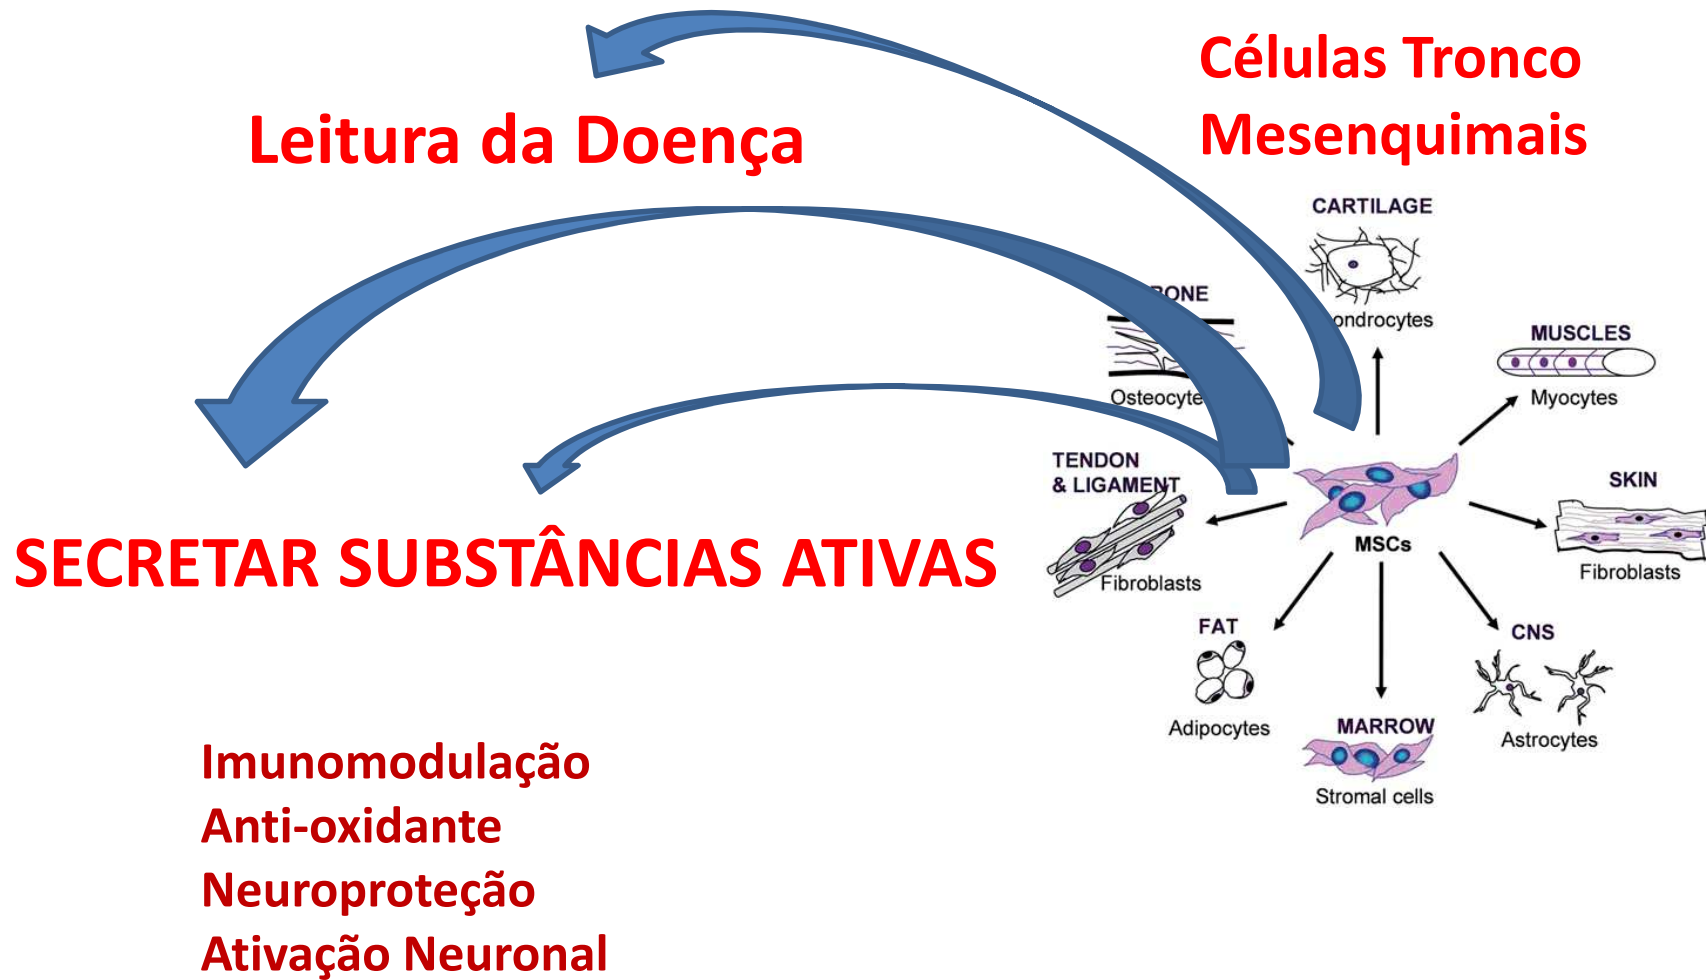 Células Tronco
Mesenquimais
Leitura da Doença
SECRETAR SUBSTÂNCIAS ATIVAS
Imunomodulação
Anti-oxidante
Neuroproteção
Ativação Neuronal
CARTILAGE
ondrocytes
BONE
Osteocyte
MUSCLES
Myocytes
TENDON
& LIGAMENT
Fibroblasts
MSCs
SKIN
Fibroblasts
FAT
Adipocytes
MARROW
Stromal cells
CNS
Astrocytes